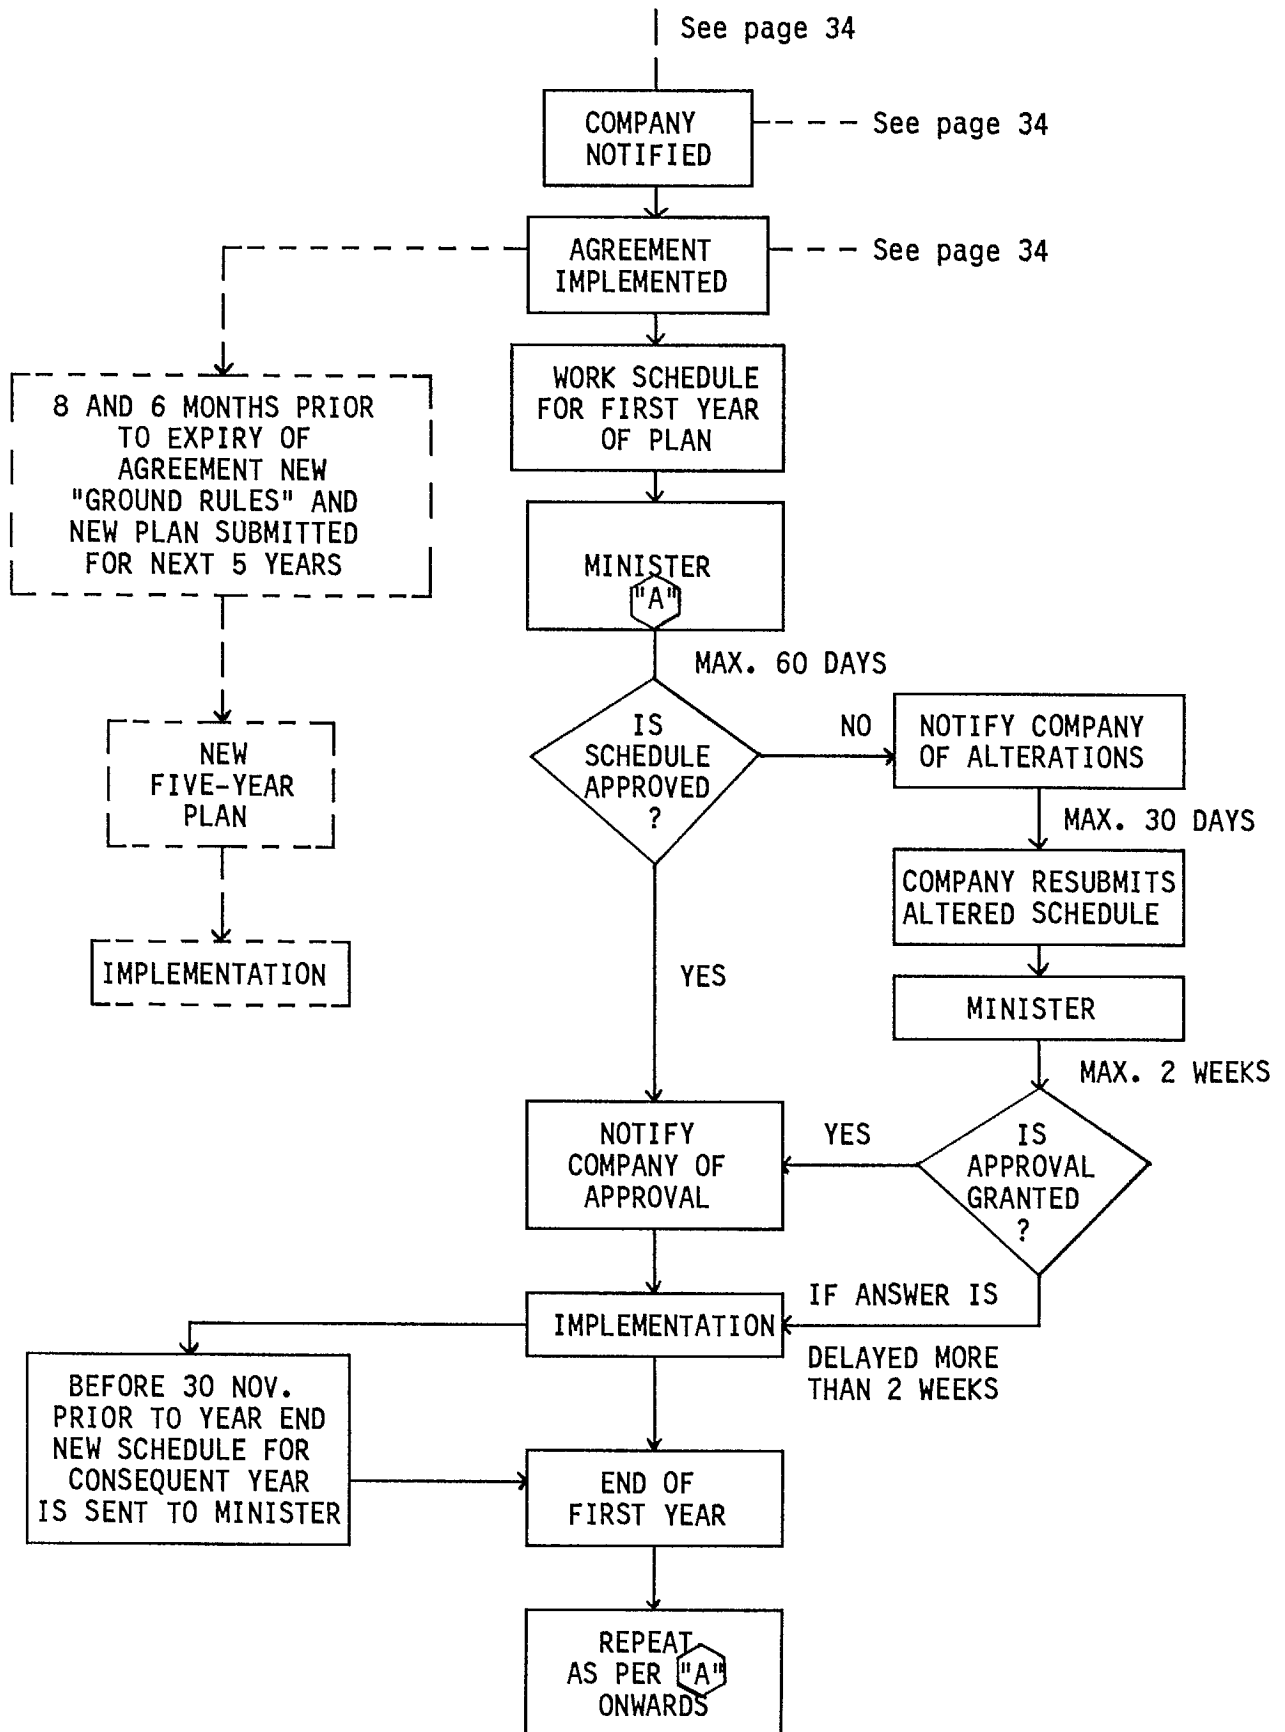 See page 34
COMPANY
NOTIFIED
See page 34
AGREEMENT
IMPLEMENTED
See page 34
WORK SCHEDULE
FOR FIRST YEAR
OF PLAN
8 AND 6 MONTHS PRIOR
TO EXPIRY OF
AGREEMENT NEW
"GROUND RULES" AND
NEW PLAN SUBMITTED
FOR NEXT 5 YEARS
MINISTER
"A"
MAX. 60 DAYS
IS
SCHEDULE
APPROVED
?
NO
NOTIFY COMPANY
OF ALTERATIONS
NEW
FIVE-YEAR
PLAN
MAX. 30 DAYS
COMPANY RESUBMITS
ALTERED SCHEDULE
IMPLEMENTATION
YES
MINISTER
MAX. 2 WEEKS
NOTIFY
COMPANY OF
APPROVAL
YES
IS
APPROVAL
GRANTED
?
IMPLEMENTATION
IF ANSWER IS
DELAYED MORE
THAN 2 WEEKS
BEFORE 30 NOV.
PRIOR TO YEAR END
NEW SCHEDULE FOR
CONSEQUENT YEAR
IS SENT TO MINISTER
END OF
FIRST YEAR
REPEAT
AS PER "A"
ONWARDS